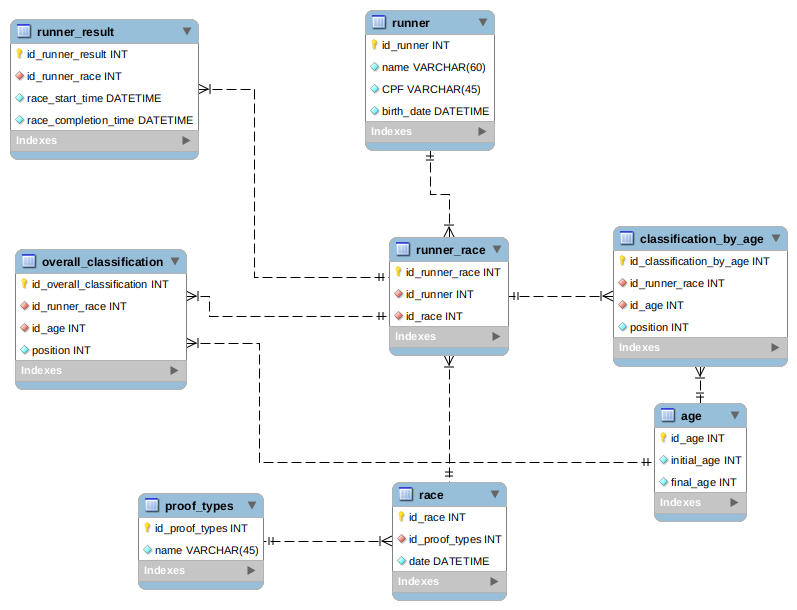 runner_result
id_runner_result INT
id_runner_race INT
race_start_time DATETIME
race_completion_time DATETIME
Indexes
runner
id_runner INT
name VARCHAR(60)
CPF VARCHAR(45)
birth_date DATETIME
Indexes
overall_classification
id_overall_classification INT
id_runner_race INT
id_age INT
position INT
Indexes
runner_race
id_runner_race INT
id_runner INT
id_race INT
Indexes
classification_by_age
id_classification_by_age INT
id_runner_race INT
id_age INT
position INT
Indexes
age
id_age INT
initial_age INT
final_age INT
Indexes
proof_types
id_proof_types INT
name VARCHAR(45)
Indexes
race
id_race INT
id_proof_types INT
date DATETIME
Indexes